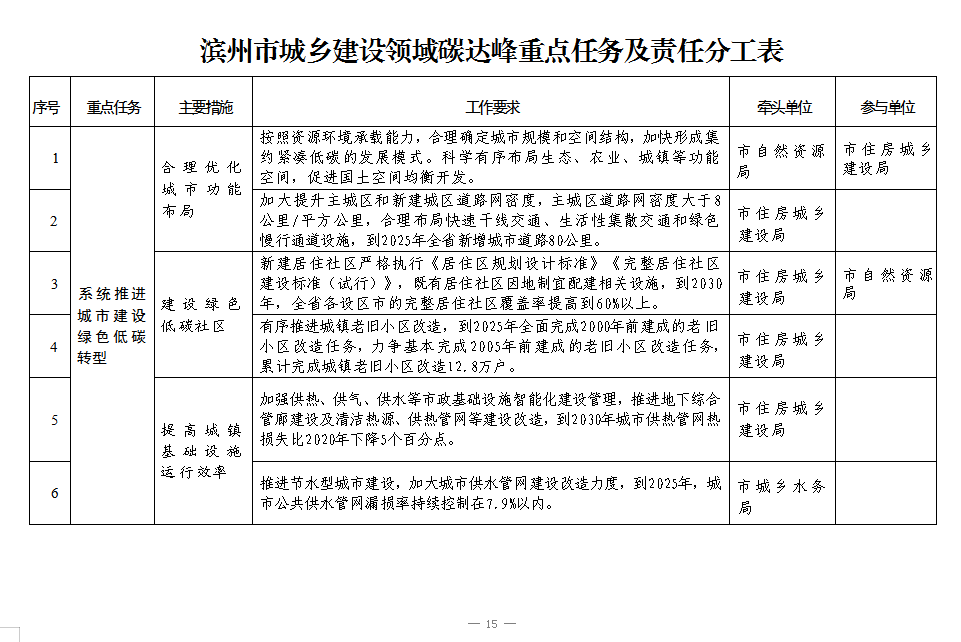 滨州市城乡建设领域碳达峰重点任务及责任分工表
序号 重点任务 主要措施 工作要求 牵头单位 参与单位
系统推进
城市建设
绿色低碳
转型
合理优化
城市功能
布局
1
按照资源环境承载能力，合理确定城市规模和空间结构，加快形成集
约紧凑低碳的发展模式。科学有序布局生态、农业、城镇等功能
空间，促进国土空间均衡开发。
市自然资源
局
市住房城乡
建设局
2
加大提升主城区和新建城区道路网密度，主城区道路网密度大于8
公里/平方公里，合理布局快速干线交通、生活性集散交通和绿色
慢行通道设施，到2025年全省新增城市道路80公里。
市住房城乡
建设局
建设绿色
低碳社区
3
新建居住社区严格执行《居住区规划设计标准》《完整居住社区
建设标准（试行）》，既有居住社区因地制宜配建相关设施，到2030
年，全省各设区市的完整居住社区覆盖率提高到60%以上。
市住房城乡
建设局
市自然资源
局
4
有序推进城镇老旧小区改造，到2025年全面完成2000年前建成的老旧
小区改造任务，力争基本完成2005年前建成的老旧小区改造任务，
累计完成城镇老旧小区改造12.8万户。
市住房城乡
建设局
提高城镇
基础设施
运行效率
5
加强供热、供气、供水等市政基础设施智能化建设管理，推进地下综合
管廊建设及清洁热源、供热管网等建设改造，到2030年城市供热管网热
损失比2020年下降5个百分点。
市住房城乡
建设局
6
推进节水型城市建设，加大城市供水管网建设改造力度，到2025年，城
市公共供水管网漏损率持续控制在7.9%以内。
市城乡水务
局
— 15 —